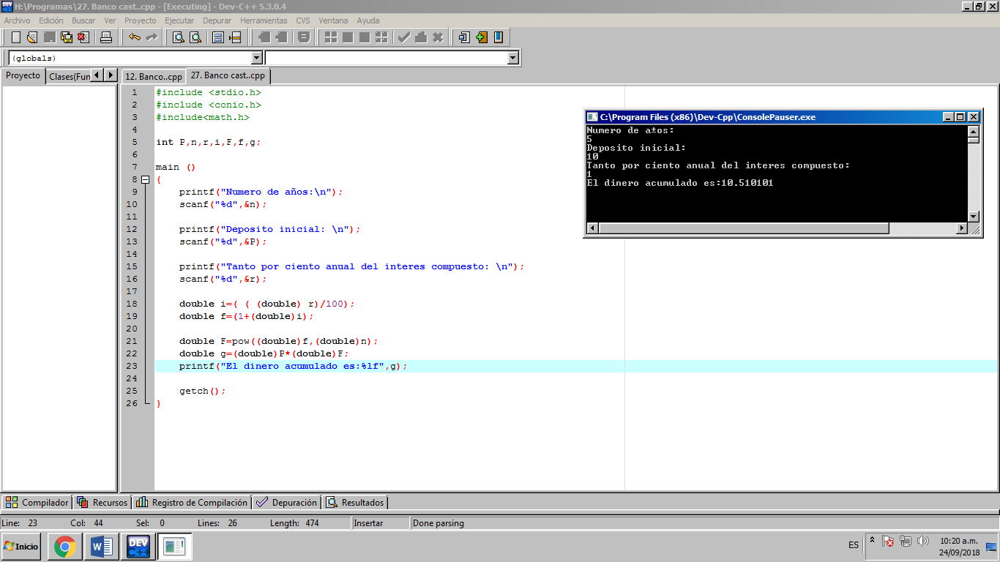 H:\Programas\27. Banco cast..cpp - [Executing] - Dev-C++ 5.3.0.4
Archivo Edición Buscar Ver Proyecto Ejecutar Depurar Herramientas CVS Ventana Ayuda
(globals)
Proyecto Clases(Fun 12. Banco..cpp 27. Banco cast..cpp
1 #include <stdio.h>
2 #include <conio.h>
3 #include<math.h>
4
5 int P,n,r,i,F,f,g;
6
7 main ()
8 {
9 printf("Numero de años:\n");
10 scanf("%d",&n);
11
12 printf("Deposito inicial: \n");
13 scanf("%d",&P);
14
15 printf("Tanto por ciento anual del interes compuesto: \n");
16 scanf("%d",&r);
17
18 double i=( ( (double) r)/100);
19 double f=(1+(double)i);
20
21 double F=pow((double)f,(double)n);
22 double g=(double)P*(double)F;
23 printf("El dinero acumulado es:%lf",g);
24
25 getch();
26 }
C:\Program Files (x86)\Dev-Cpp\ConsolePauser.exe
Numero de a±os:
5
Deposito inicial:
10
Tanto por ciento anual del interes compuesto:
1
El dinero acumulado es:10.510101
Compilador Recursos Registro de Compilación Depuración Resultados
Line: 23 Col: 44 Sel: 0 Lines: 26 Length: 474 Insertar Done parsing
Inicio DEV C++ ES 10:20 a.m.
24/09/2018